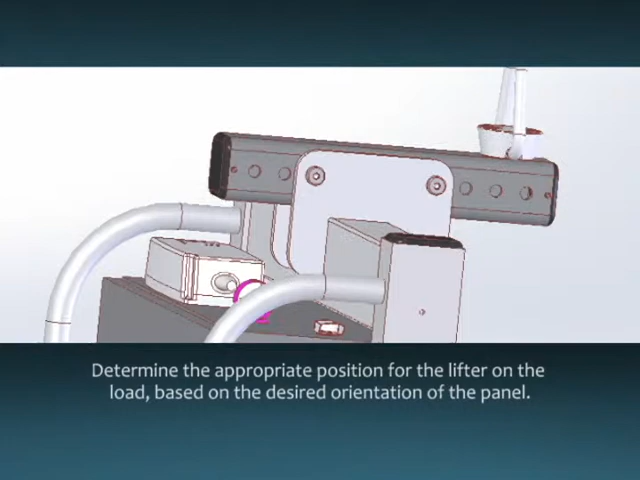 Determine the appropriate position for the lifter on the
load, based on the desired orientation of the panel.